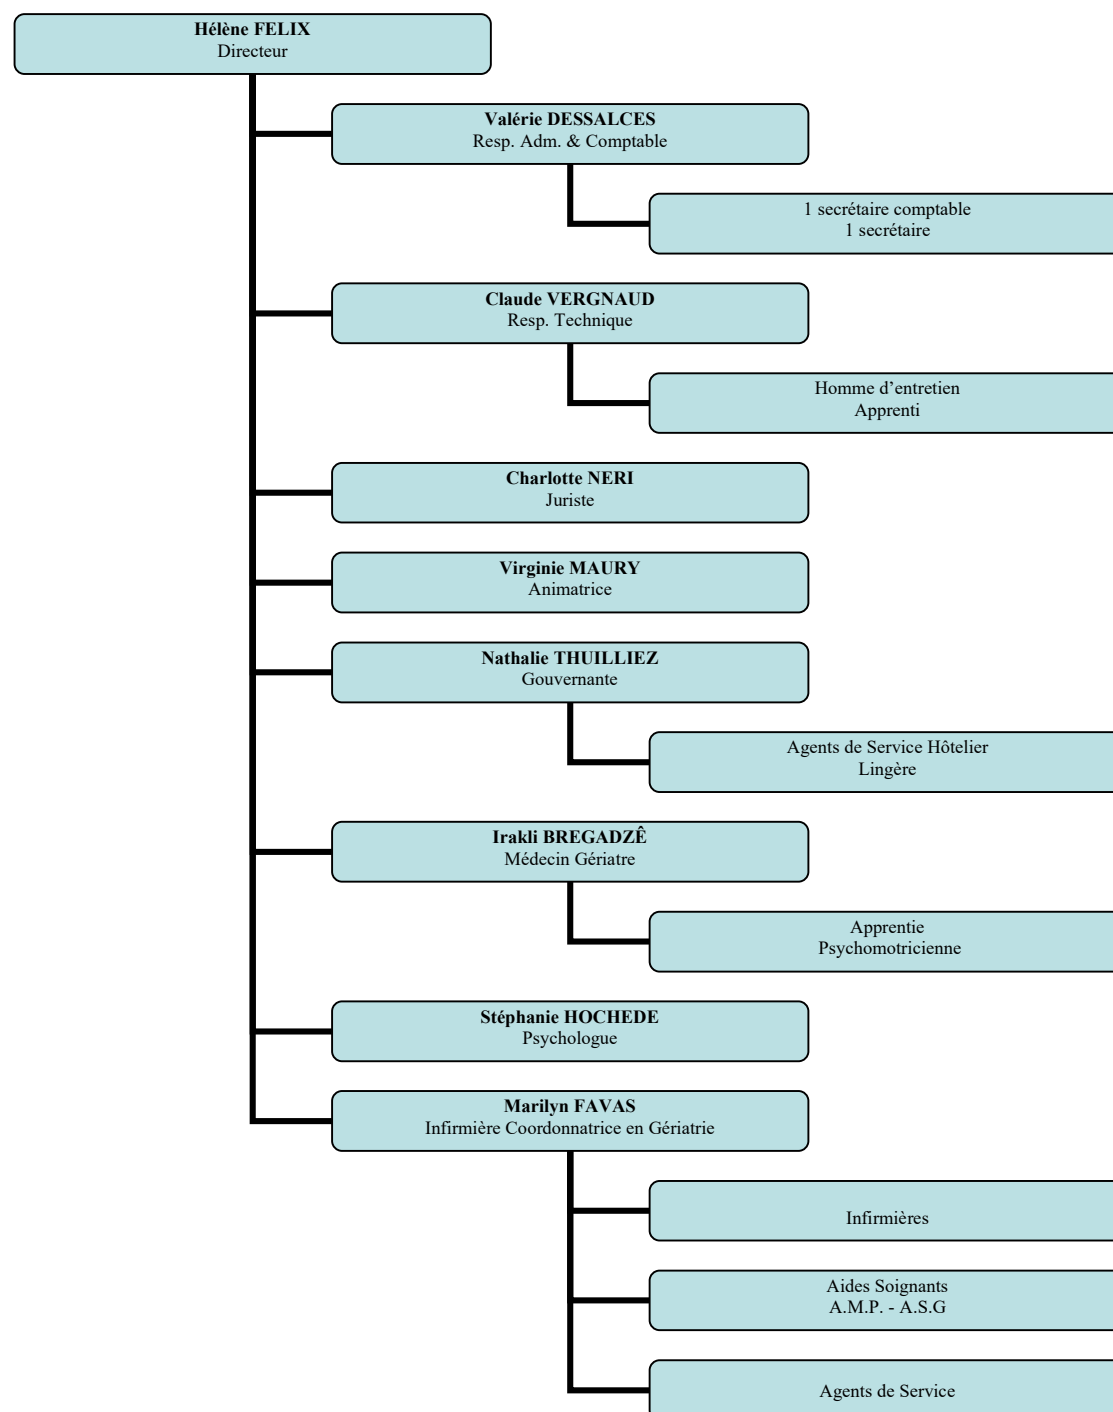 Hélène FELIX
Directeur
Valérie DESSALCES
Resp. Adm. & Comptable
1 secrétaire comptable
1 secrétaire
Claude VERGNAUD
Resp. Technique
Homme d’entretien
Apprenti
Charlotte NERI
Juriste
Virginie MAURY
Animatrice
Nathalie THUILLIEZ
Gouvernante
Agents de Service Hôtelier
Lingère
Irakli BREGADZÊ
Médecin Gériatre
Apprentie
Psychomotricienne
Stéphanie HOCHEDE
Psychologue
Marilyn FAVAS
Infirmière Coordonnatrice en Gériatrie
Infirmières
Aides Soignants
A.M.P. - A.S.G
Agents de Service